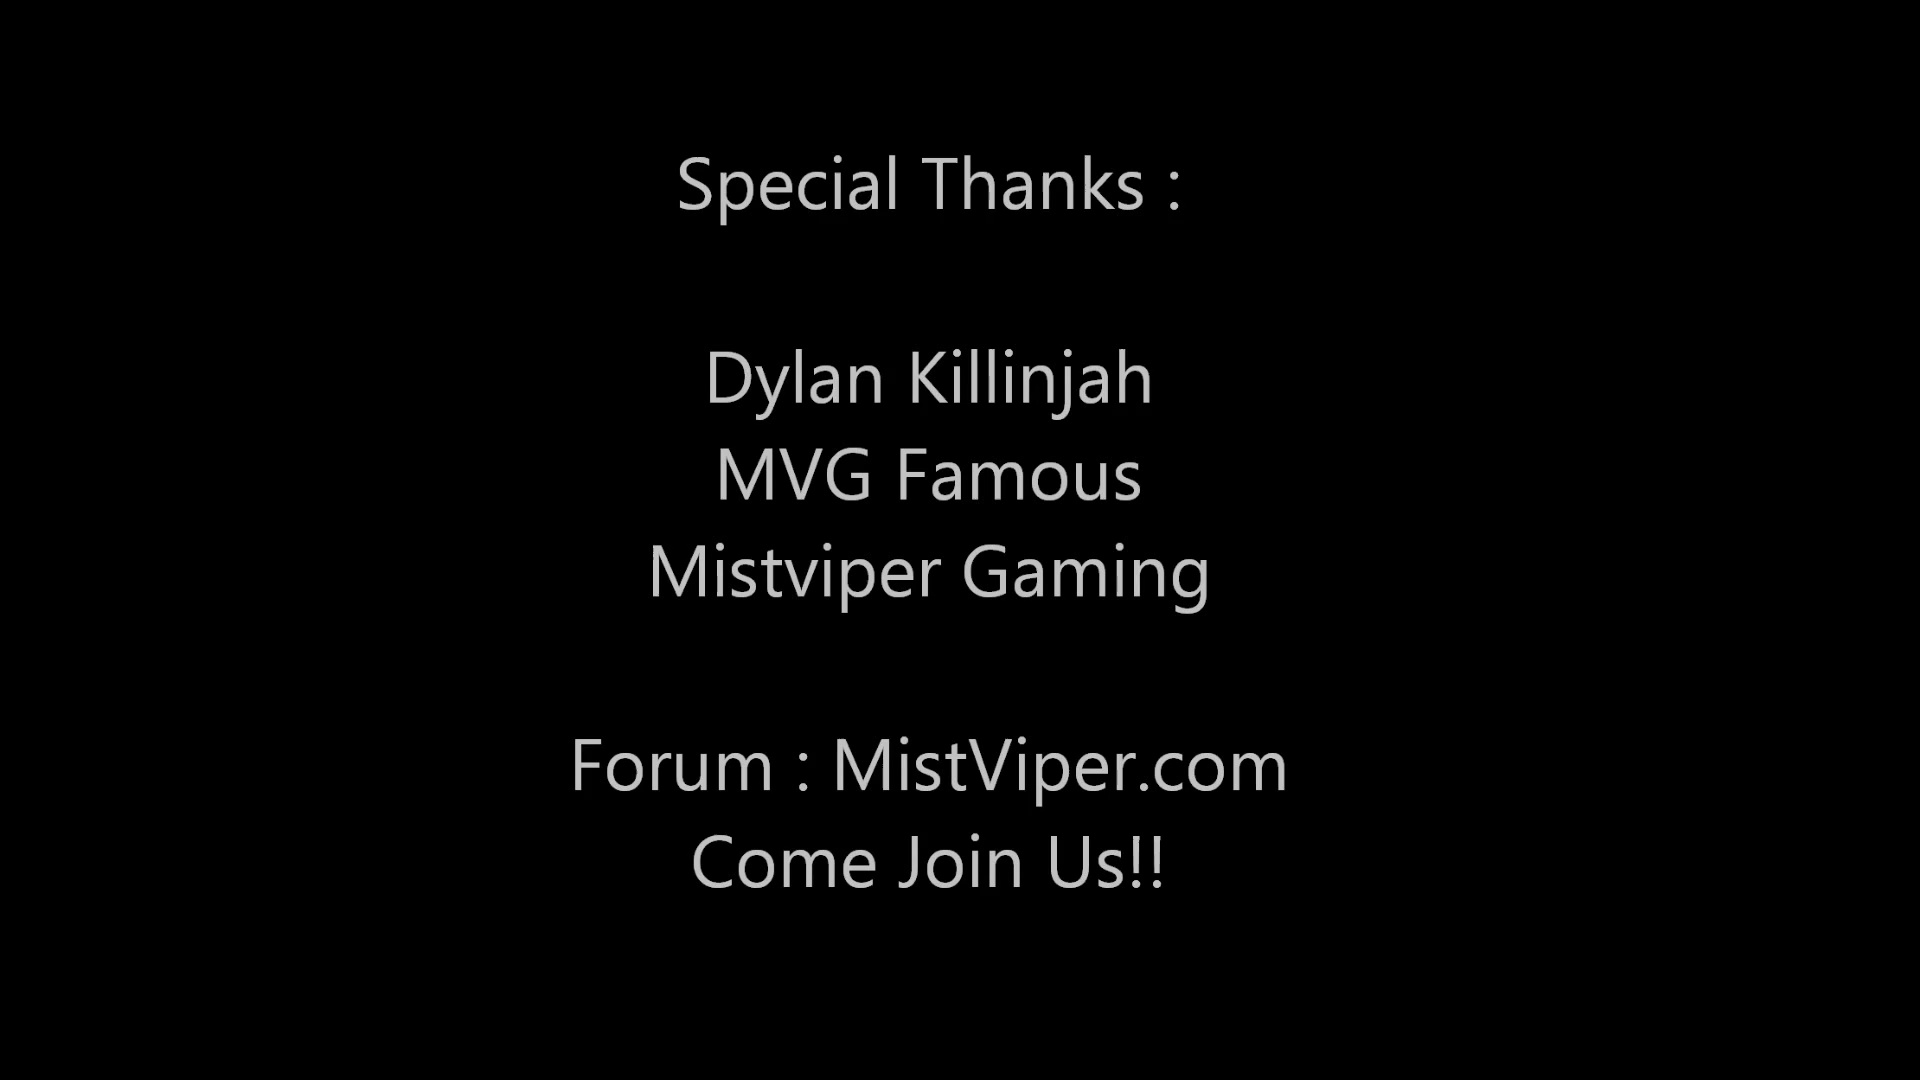 Special Thanks :
Dylan Killinjah
MVG Famous
Mistviper Gaming
Forum : MistViper.com
Come Join Us!!